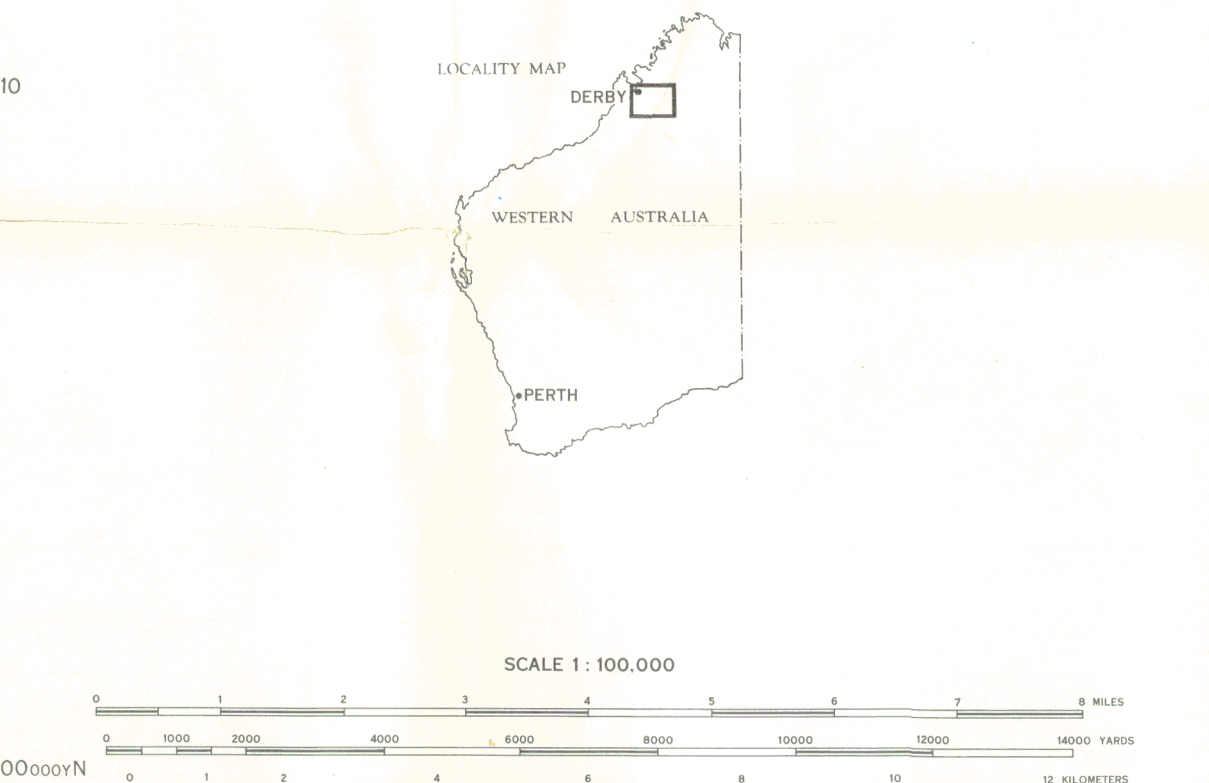 LOCALITY MAP
10
DERBY
WESTERN AUSTRALIA
PERTH
SCALE 1 : 100,000
0 1 2 3 4 5 6 7 8 MILES
0 1000 2000 4000 6000 8000 10000 12000 14000 YARDS
00000YN
0 1 2 4 6 8 10 12 KILOMETERS